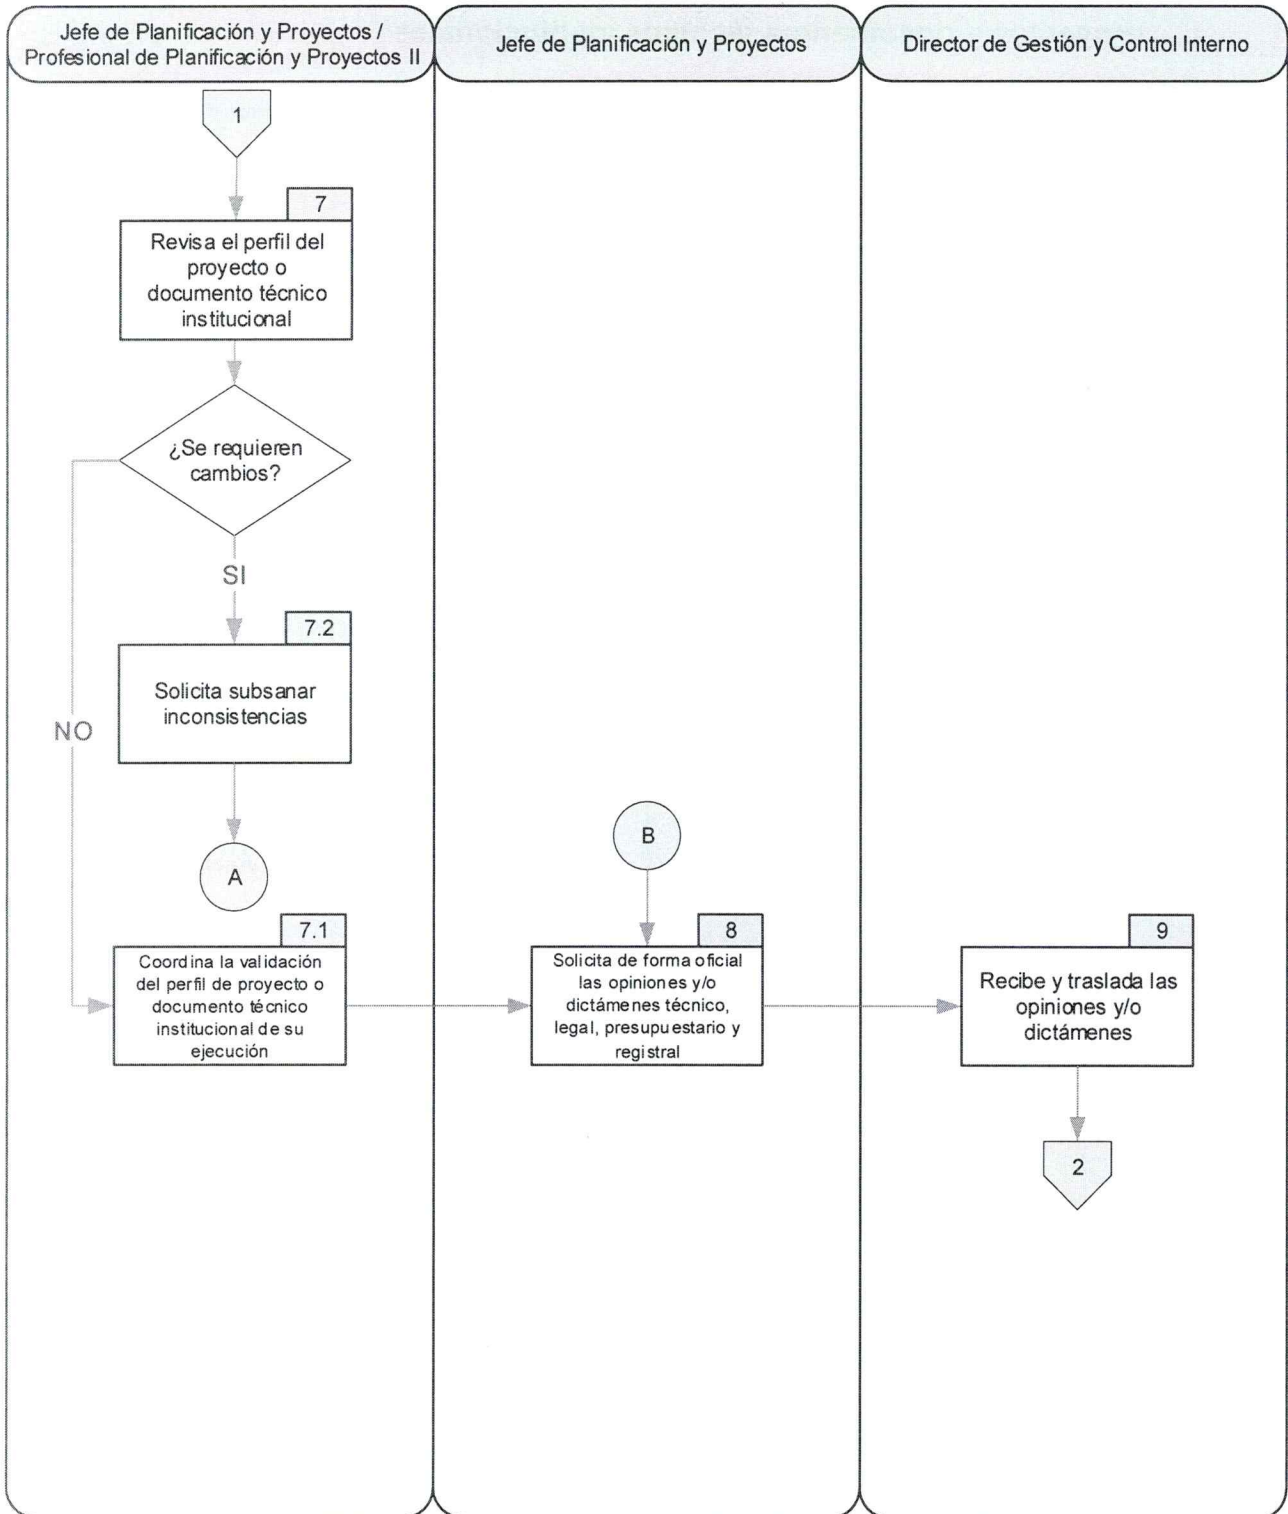 Jefe de Planificación y Proyectos /
Profesional de Planificación y Proyectos II
Jefe de Planificación y Proyectos
Director de Gestión y Control Interno
1
7
Revisa el perfil del
proyecto o
documento técnico
institucional
¿Se requieren
cambios?
SI
7.2
Solicita subsanar
inconsistencias
NO
A
7.1
Coordina la validación
del perfil de proyecto o
documento técnico
institucional de su
ejecución
B
8
Solicita de forma oficial
las opiniones y/o
dictámenes técnico,
legal, presupuestario y
registral
9
Recibe y traslada las
opiniones y/o
dictámenes
2